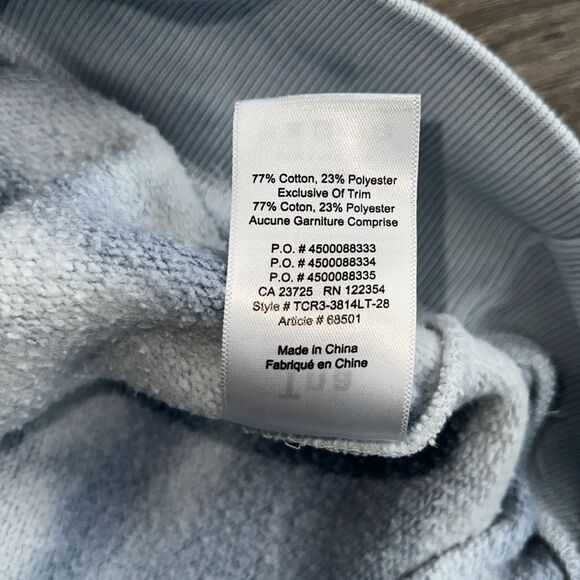 77% Cotton, 23% Polyester
Exclusive Of Trim
77% Coton, 23% Polyester
Aucune Garniture Comprise
P.O. # 4500088333
P.O. # 4500088334
P.O. # 4500088335
CA 23725 RN 122354
Style # TCR3-3814LT-28
Article # 68501
Made in China
Fabriqué en Chine
Tna